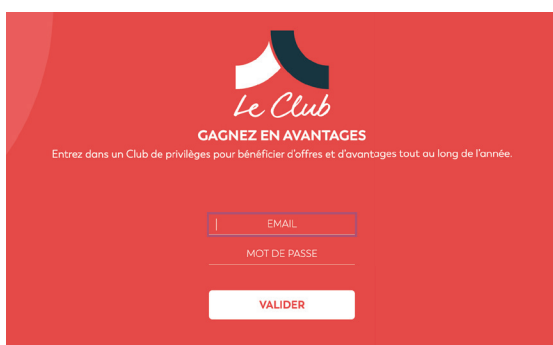 Le Club
GAGNEZ EN AVANTAGES
Entrez dans un Club de privilèges pour bénéficier d'offres et d'avantages tout au long de l'année.
EMAIL
MOT DE PASSE
VALIDER